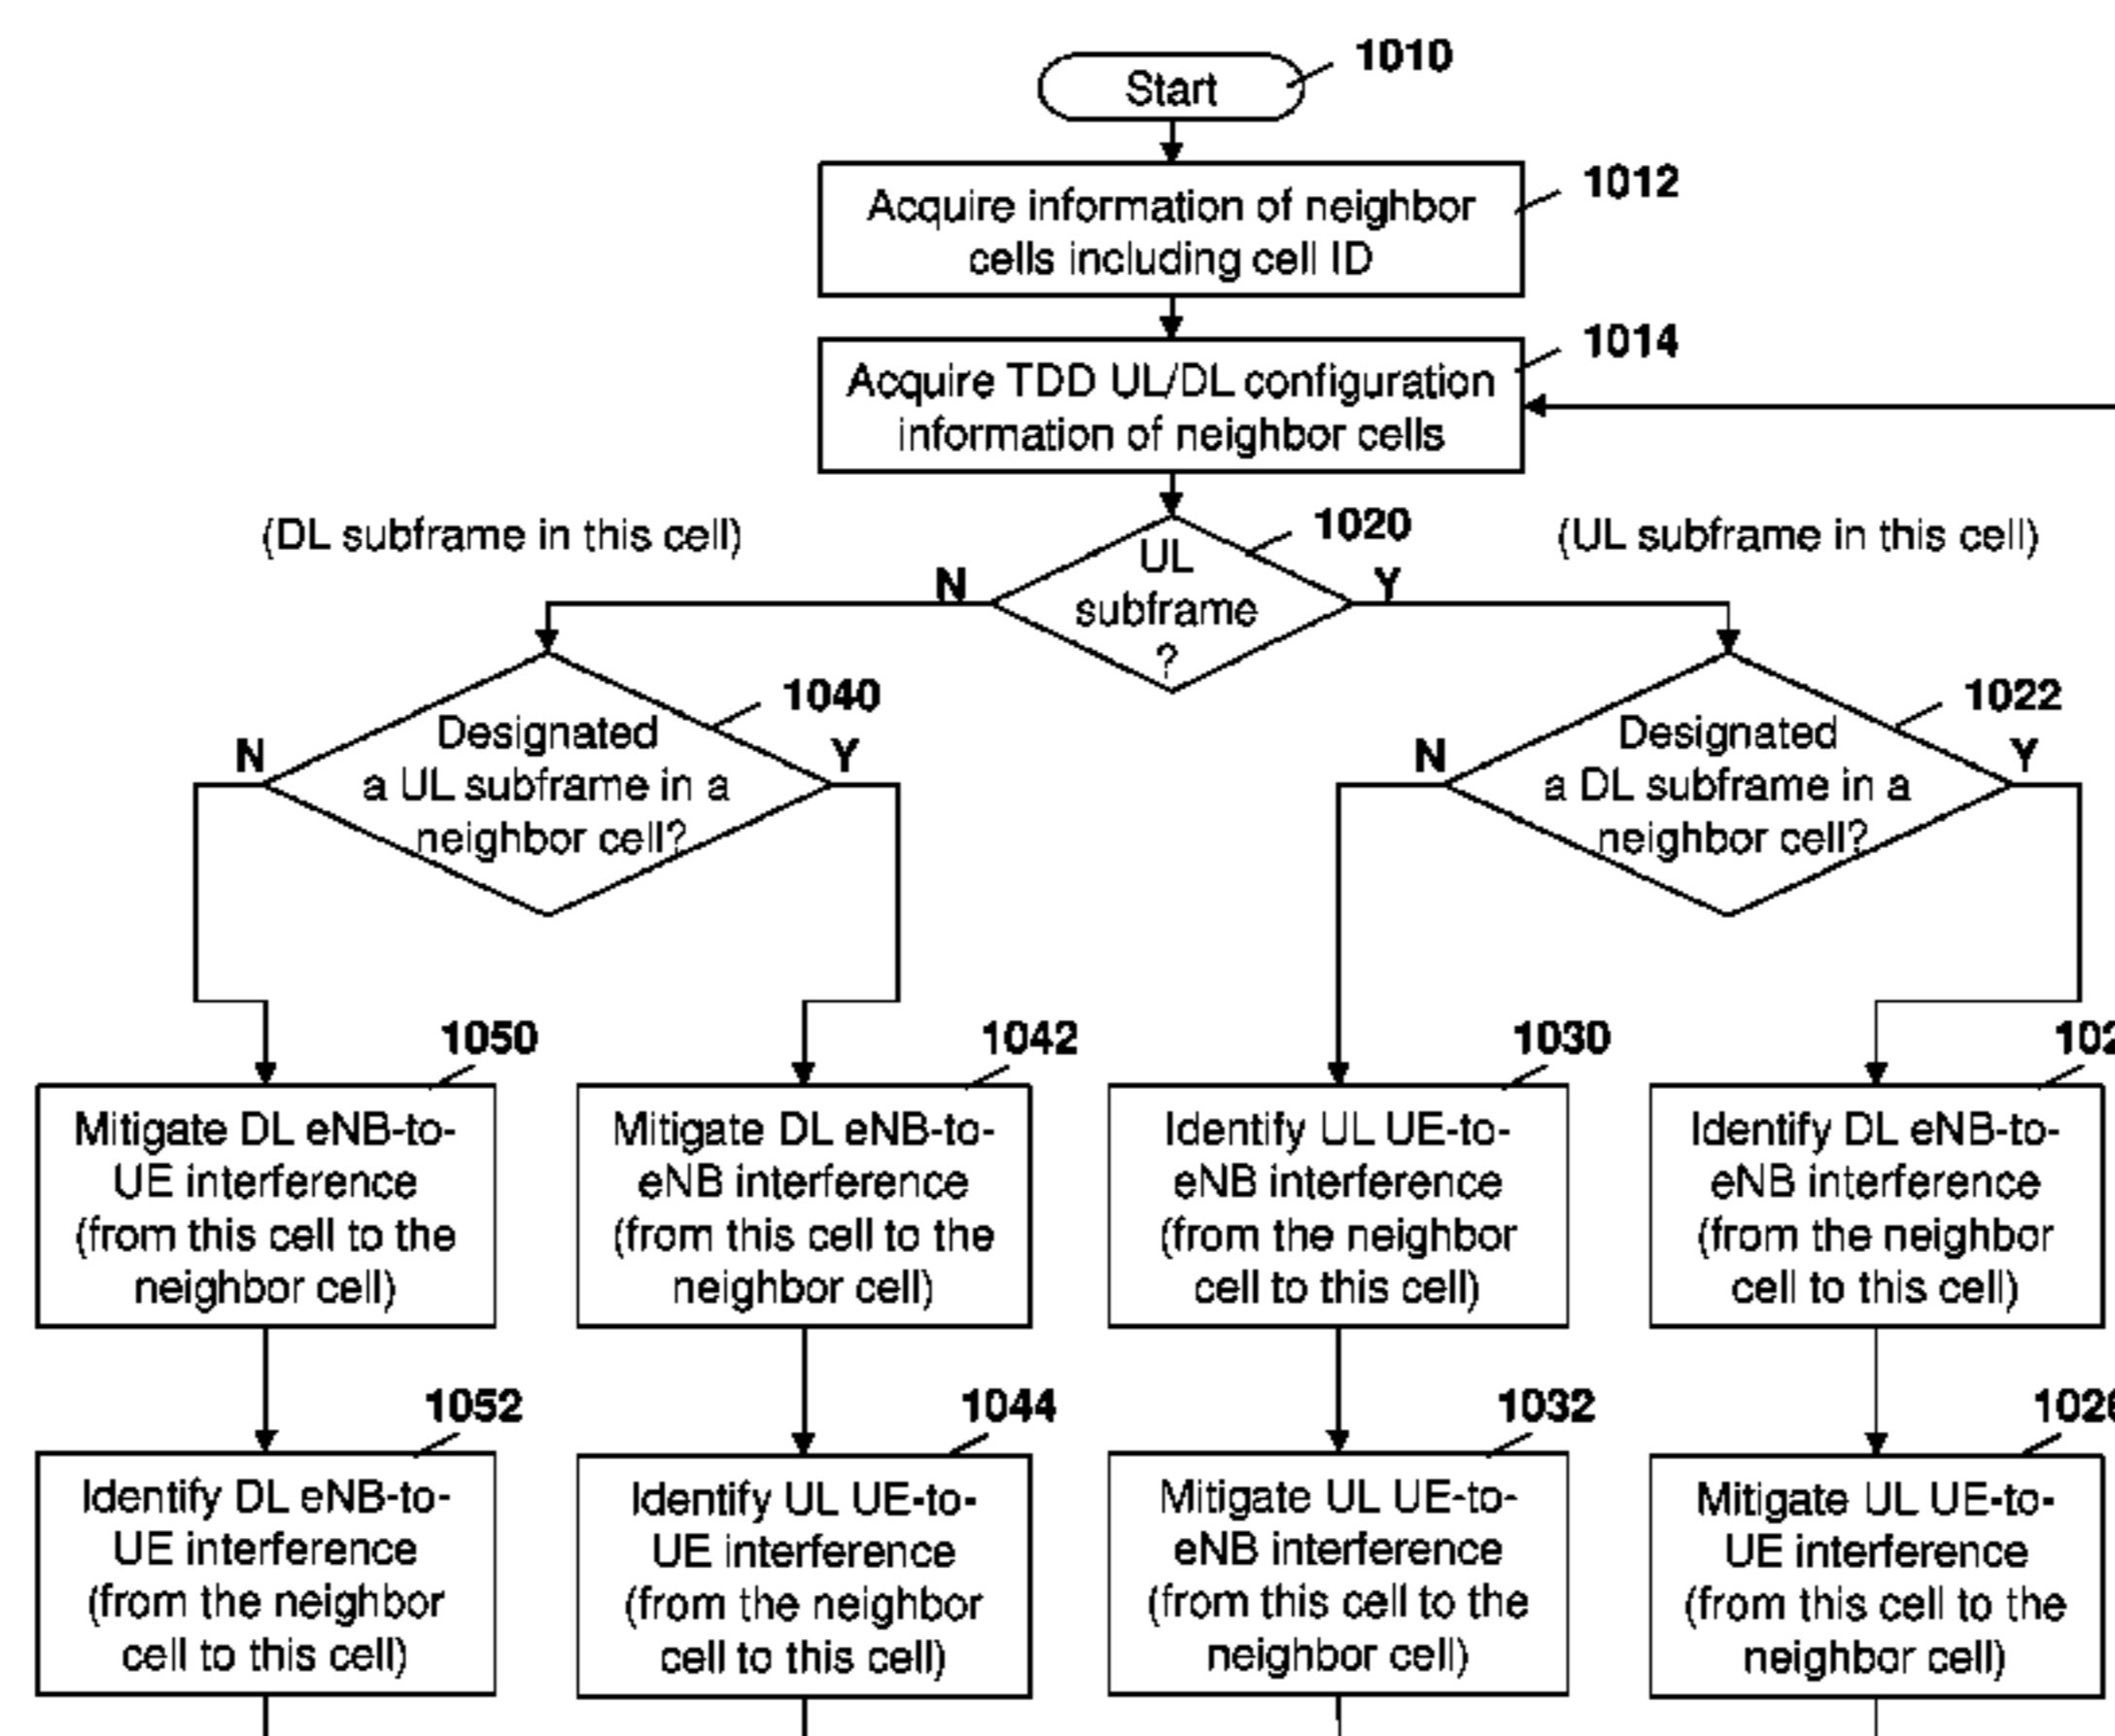 Start
1010
Acquire information of neighbor
cells including cell ID
1012
Acquire TDD UL/DL configuration
information of neighbor cells
1014
(DL subframe in this cell)
1020
(UL subframe in this cell)
UL
subframe
?
N
Y
1040
Designated
a UL subframe in a
neighbor cell?
N
Y
1022
Designated
a DL subframe in a
neighbor cell?
N
Y
1050
Mitigate DL eNB-to-
UE interference
(from this cell to the
neighbor cell)
1042
Mitigate DL eNB-to-
eNB interference
(from this cell to the
neighbor cell)
1030
Identify UL UE-to-
eNB interference
(from the neighbor
cell to this cell)
Identify DL eNB-to-
eNB interference
(from the neighbor
cell to this cell)
1052
Identify DL eNB-to-
UE interference
(from the neighbor
cell to this cell)
1044
Identify UL UE-to-
UE interference
(from the neighbor
cell to this cell)
1032
Mitigate UL UE-to-
eNB interference
(from this cell to the
neighbor cell)
1026
Mitigate UL UE-to-
UE interference
(from this cell to the
neighbor cell)